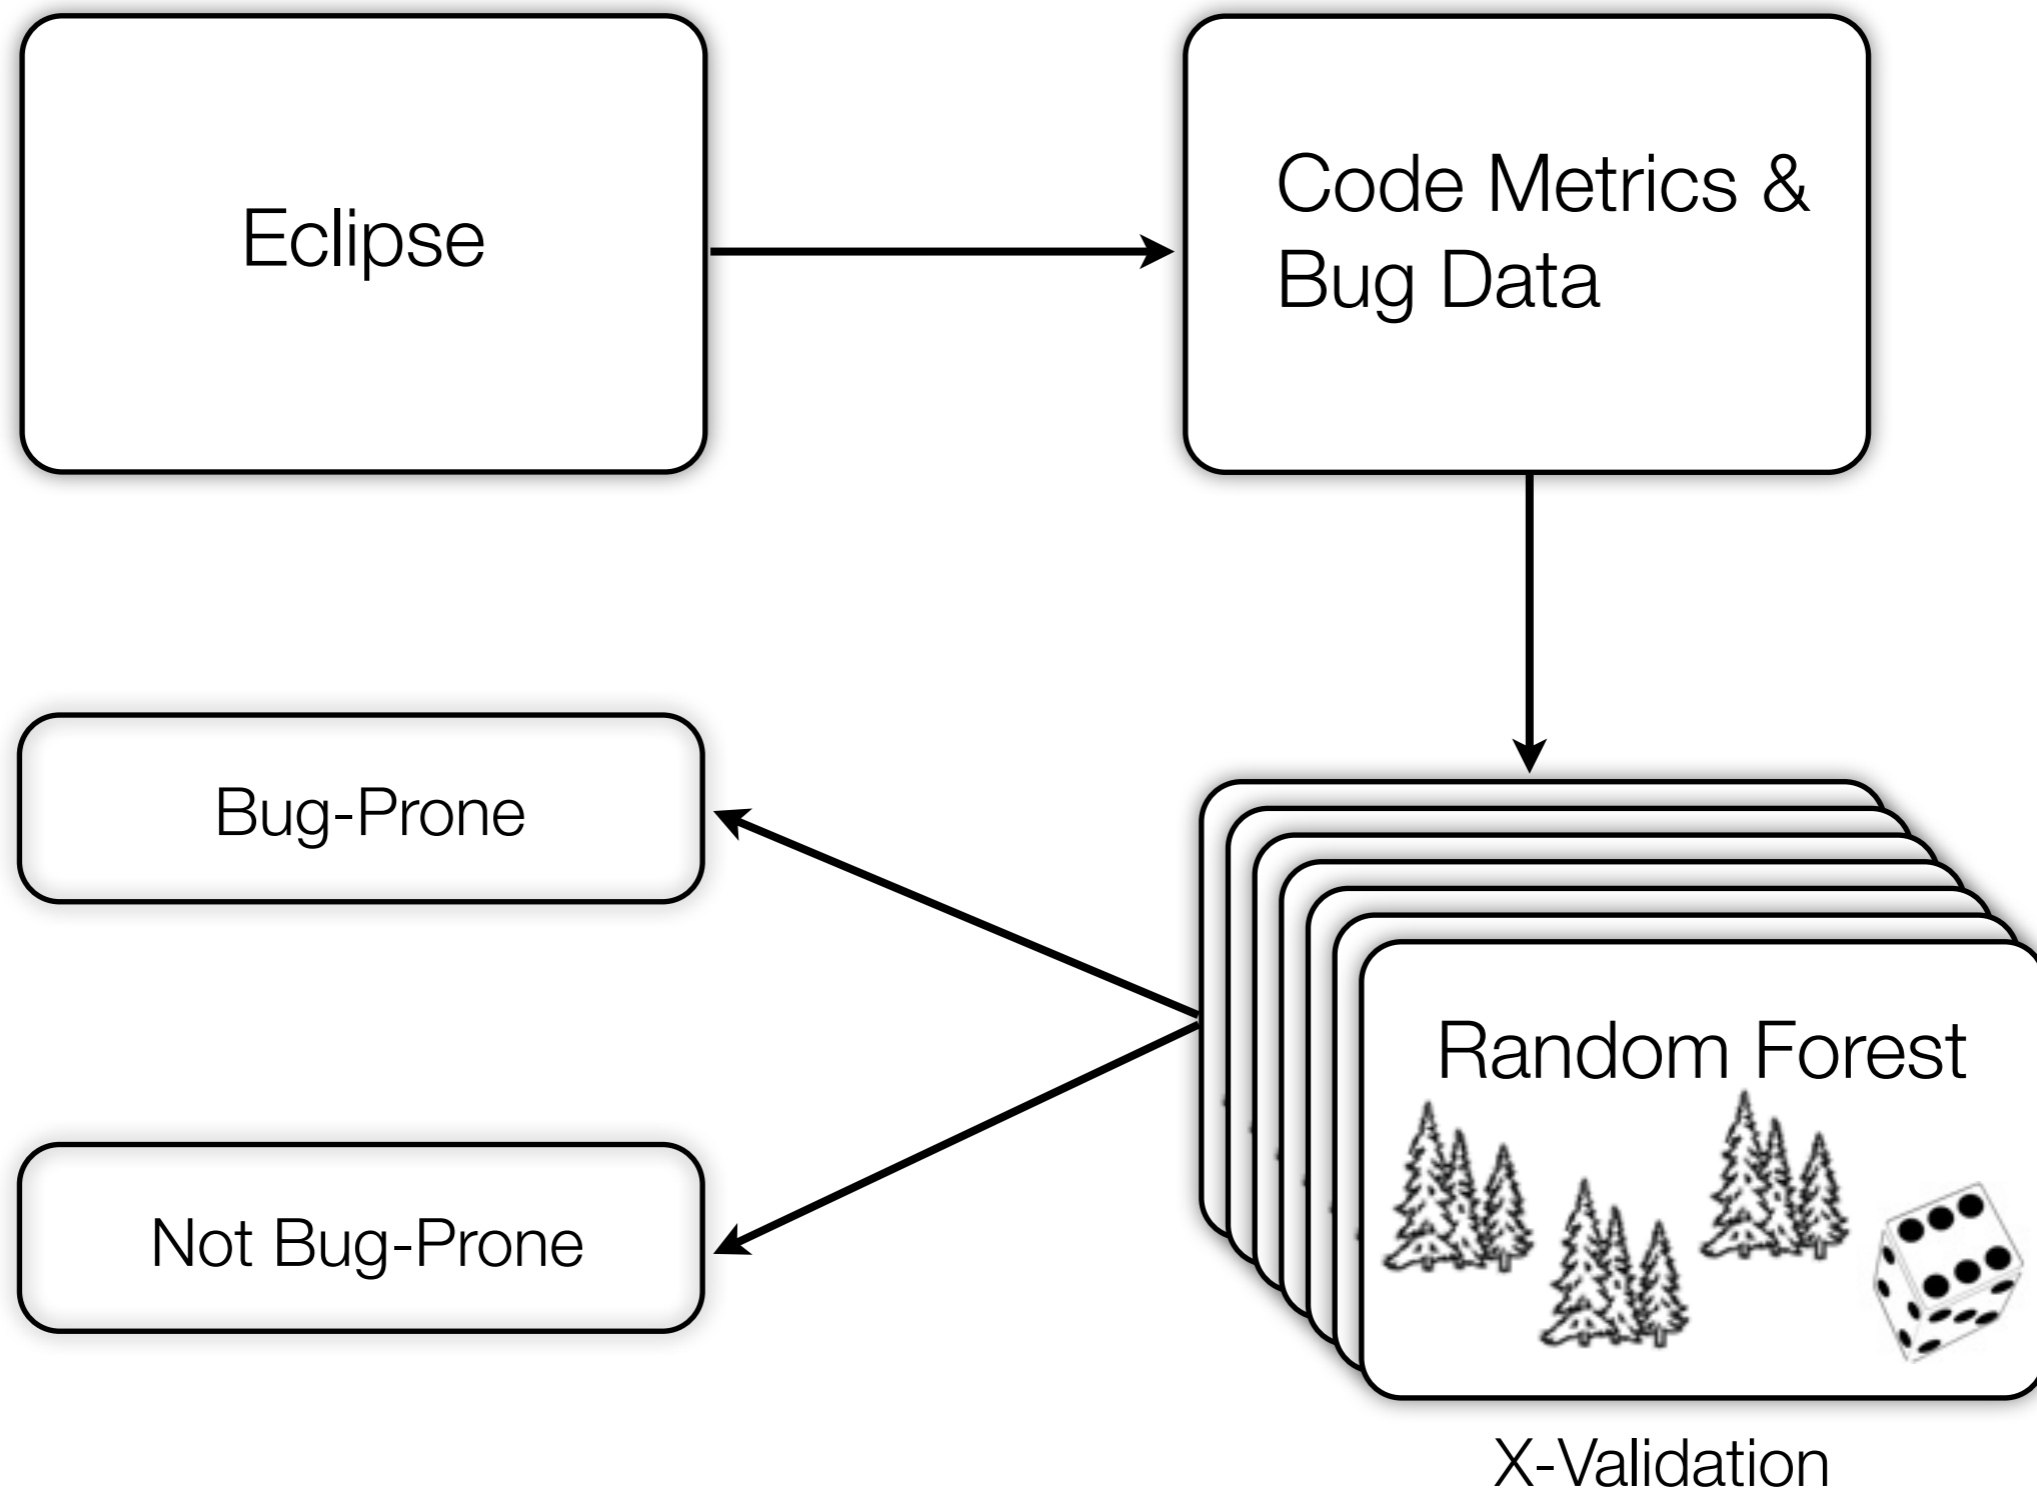 Eclipse
Code Metrics &
Bug Data
Bug-Prone
Not Bug-Prone
Random Forest
X-Validation